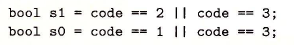 bool s1 = code == 2 || code == 3;
bool s0 = code == 1 || code == 3;